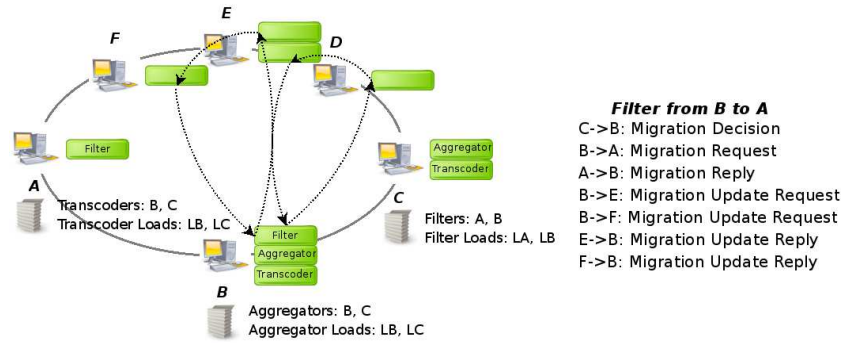 E
F
D
Filter
Aggregator
Transcoder
A
Transcoders: B, C
Transcoder Loads: LB, LC
C
Filters: A, B
Filter Loads: LA, LB
Filter
Aggregator
Transcoder
B
Aggregators: B, C
Aggregator Loads: LB, LC
Filter from B to A
C->B: Migration Decision
B->A: Migration Request
A->B: Migration Reply
B->E: Migration Update Request
B->F: Migration Update Request
E->B: Migration Update Reply
F->B: Migration Update Reply